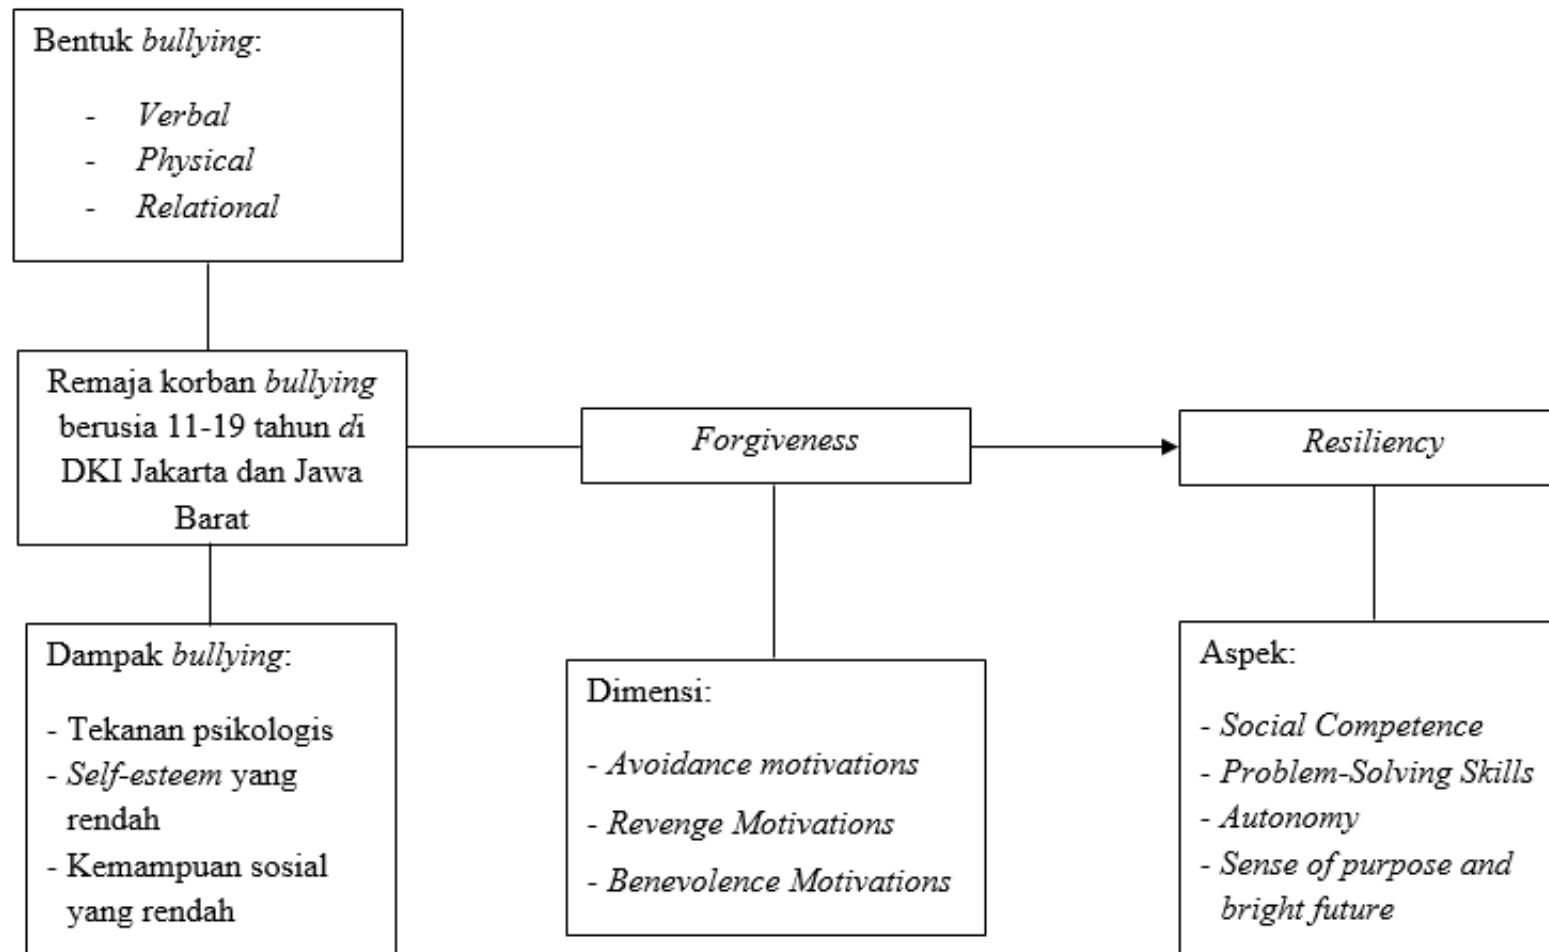 Bentuk bullying:
- Verbal
- Physical
- Relational
Remaja korban bullying
berusia 11-19 tahun di
DKI Jakarta dan Jawa
Barat
Dampak bullying:
- Tekanan psikologis
- Self-esteem yang
rendah
- Kemampuan sosial
yang rendah
Forgiveness
Dimensi:
- Avoidance motivations
- Revenge Motivations
- Benevolence Motivations
Resiliency
Aspek:
- Social Competence
- Problem-Solving Skills
- Autonomy
- Sense of purpose and
bright future